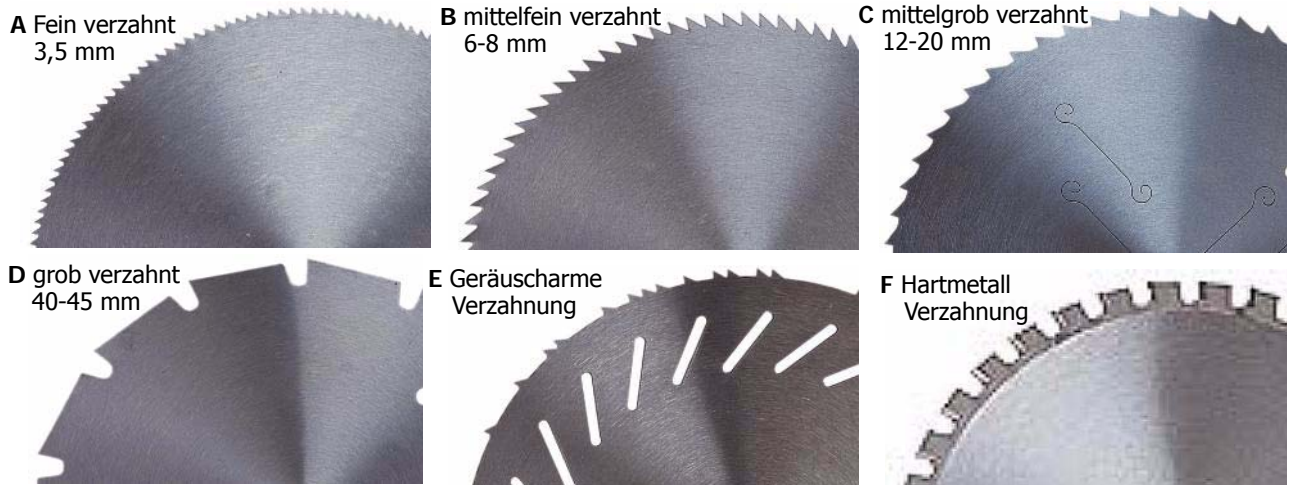 A Fein verzahnt
3,5 mm
B mittelfein verzahnt
6-8 mm
C mittelgrob verzahnt
12-20 mm
D grob verzahnt
40-45 mm
E Geräuscharme
Verzahnung
F Hartmetall
Verzahnung